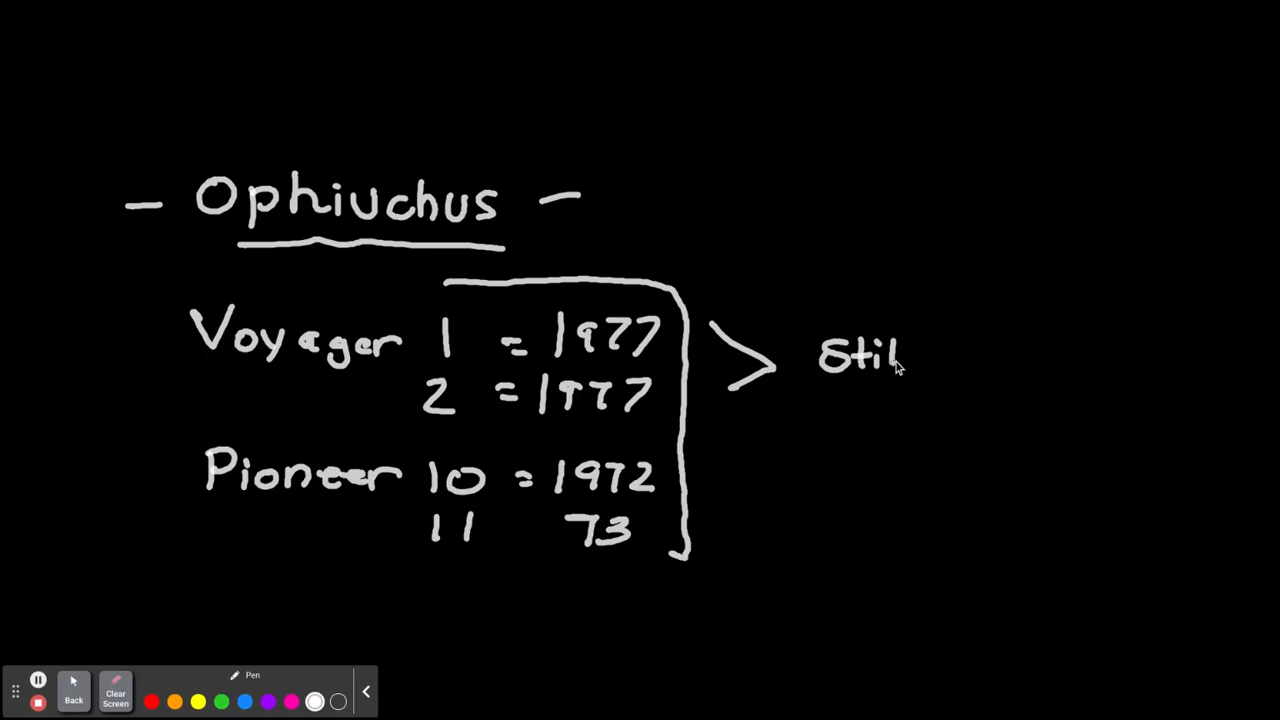 - Ophiuchus -
Voyager 1 = 1977
2 = 1977
> Stil
Pioneer 10 = 1972
11 73
Pen
Back
Clear Screen